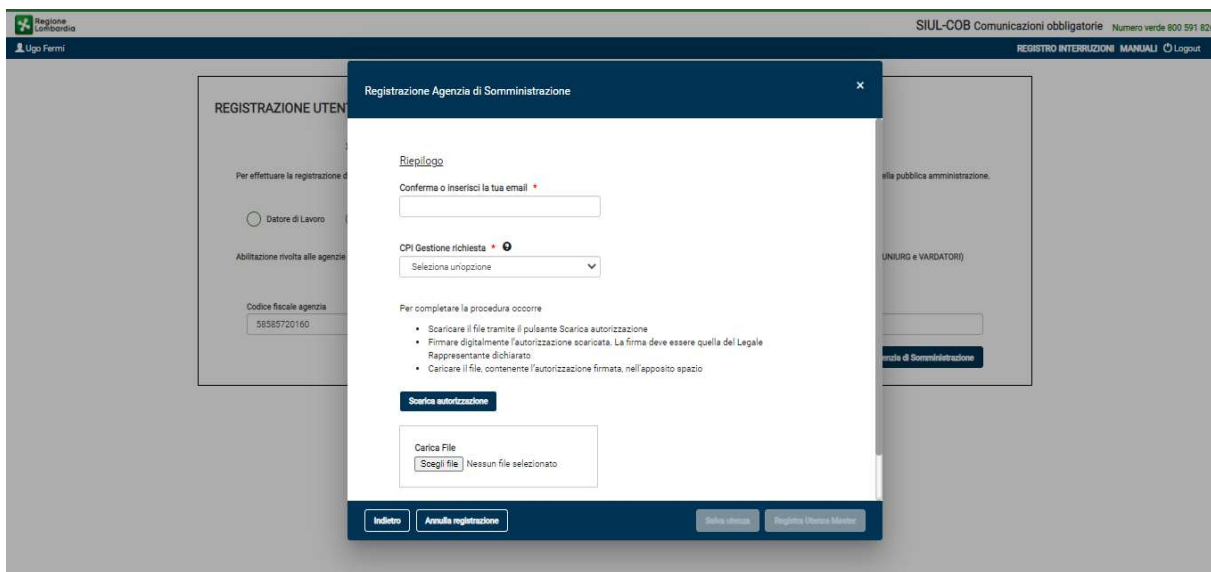 Regione
Lombardia
SIUL-COB Comunicazioni obbligatorie Numero verde 800 591 82
Ugo Fermi
REGISTRO INTERRUZIONI MANUALI Logout
REGISTRAZIONE UTEN
Per effettuare la registrazione d
ella pubblica amministrazione.
Datore di Lavoro
Abilitazione rivolta alle agenzie
UNIURG e VARDATORI)
Codice fiscale agenzia
58585720160
enzia di Somministrazione
Registrazione Agenzia di Somministrazione ×
Riepilogo
Conferma o inserisci la tua email *
CPI Gestione richiesta * ?
Seleziona un'opzione
Per completare la procedura occorre
• Scaricare il file tramite il pulsante Scarica autorizzazione
• Firmare digitalmente l'autorizzazione scaricata. La firma deve essere quella del Legale
Rappresentante dichiarato
• Caricare il file, contenente l'autorizzazione firmata, nell'apposito spazio
Scarica autorizzazione
Carica File
Scegli file Nessun file selezionato
Indietro Annulla registrazione Salva utenza Registra Utenza Master